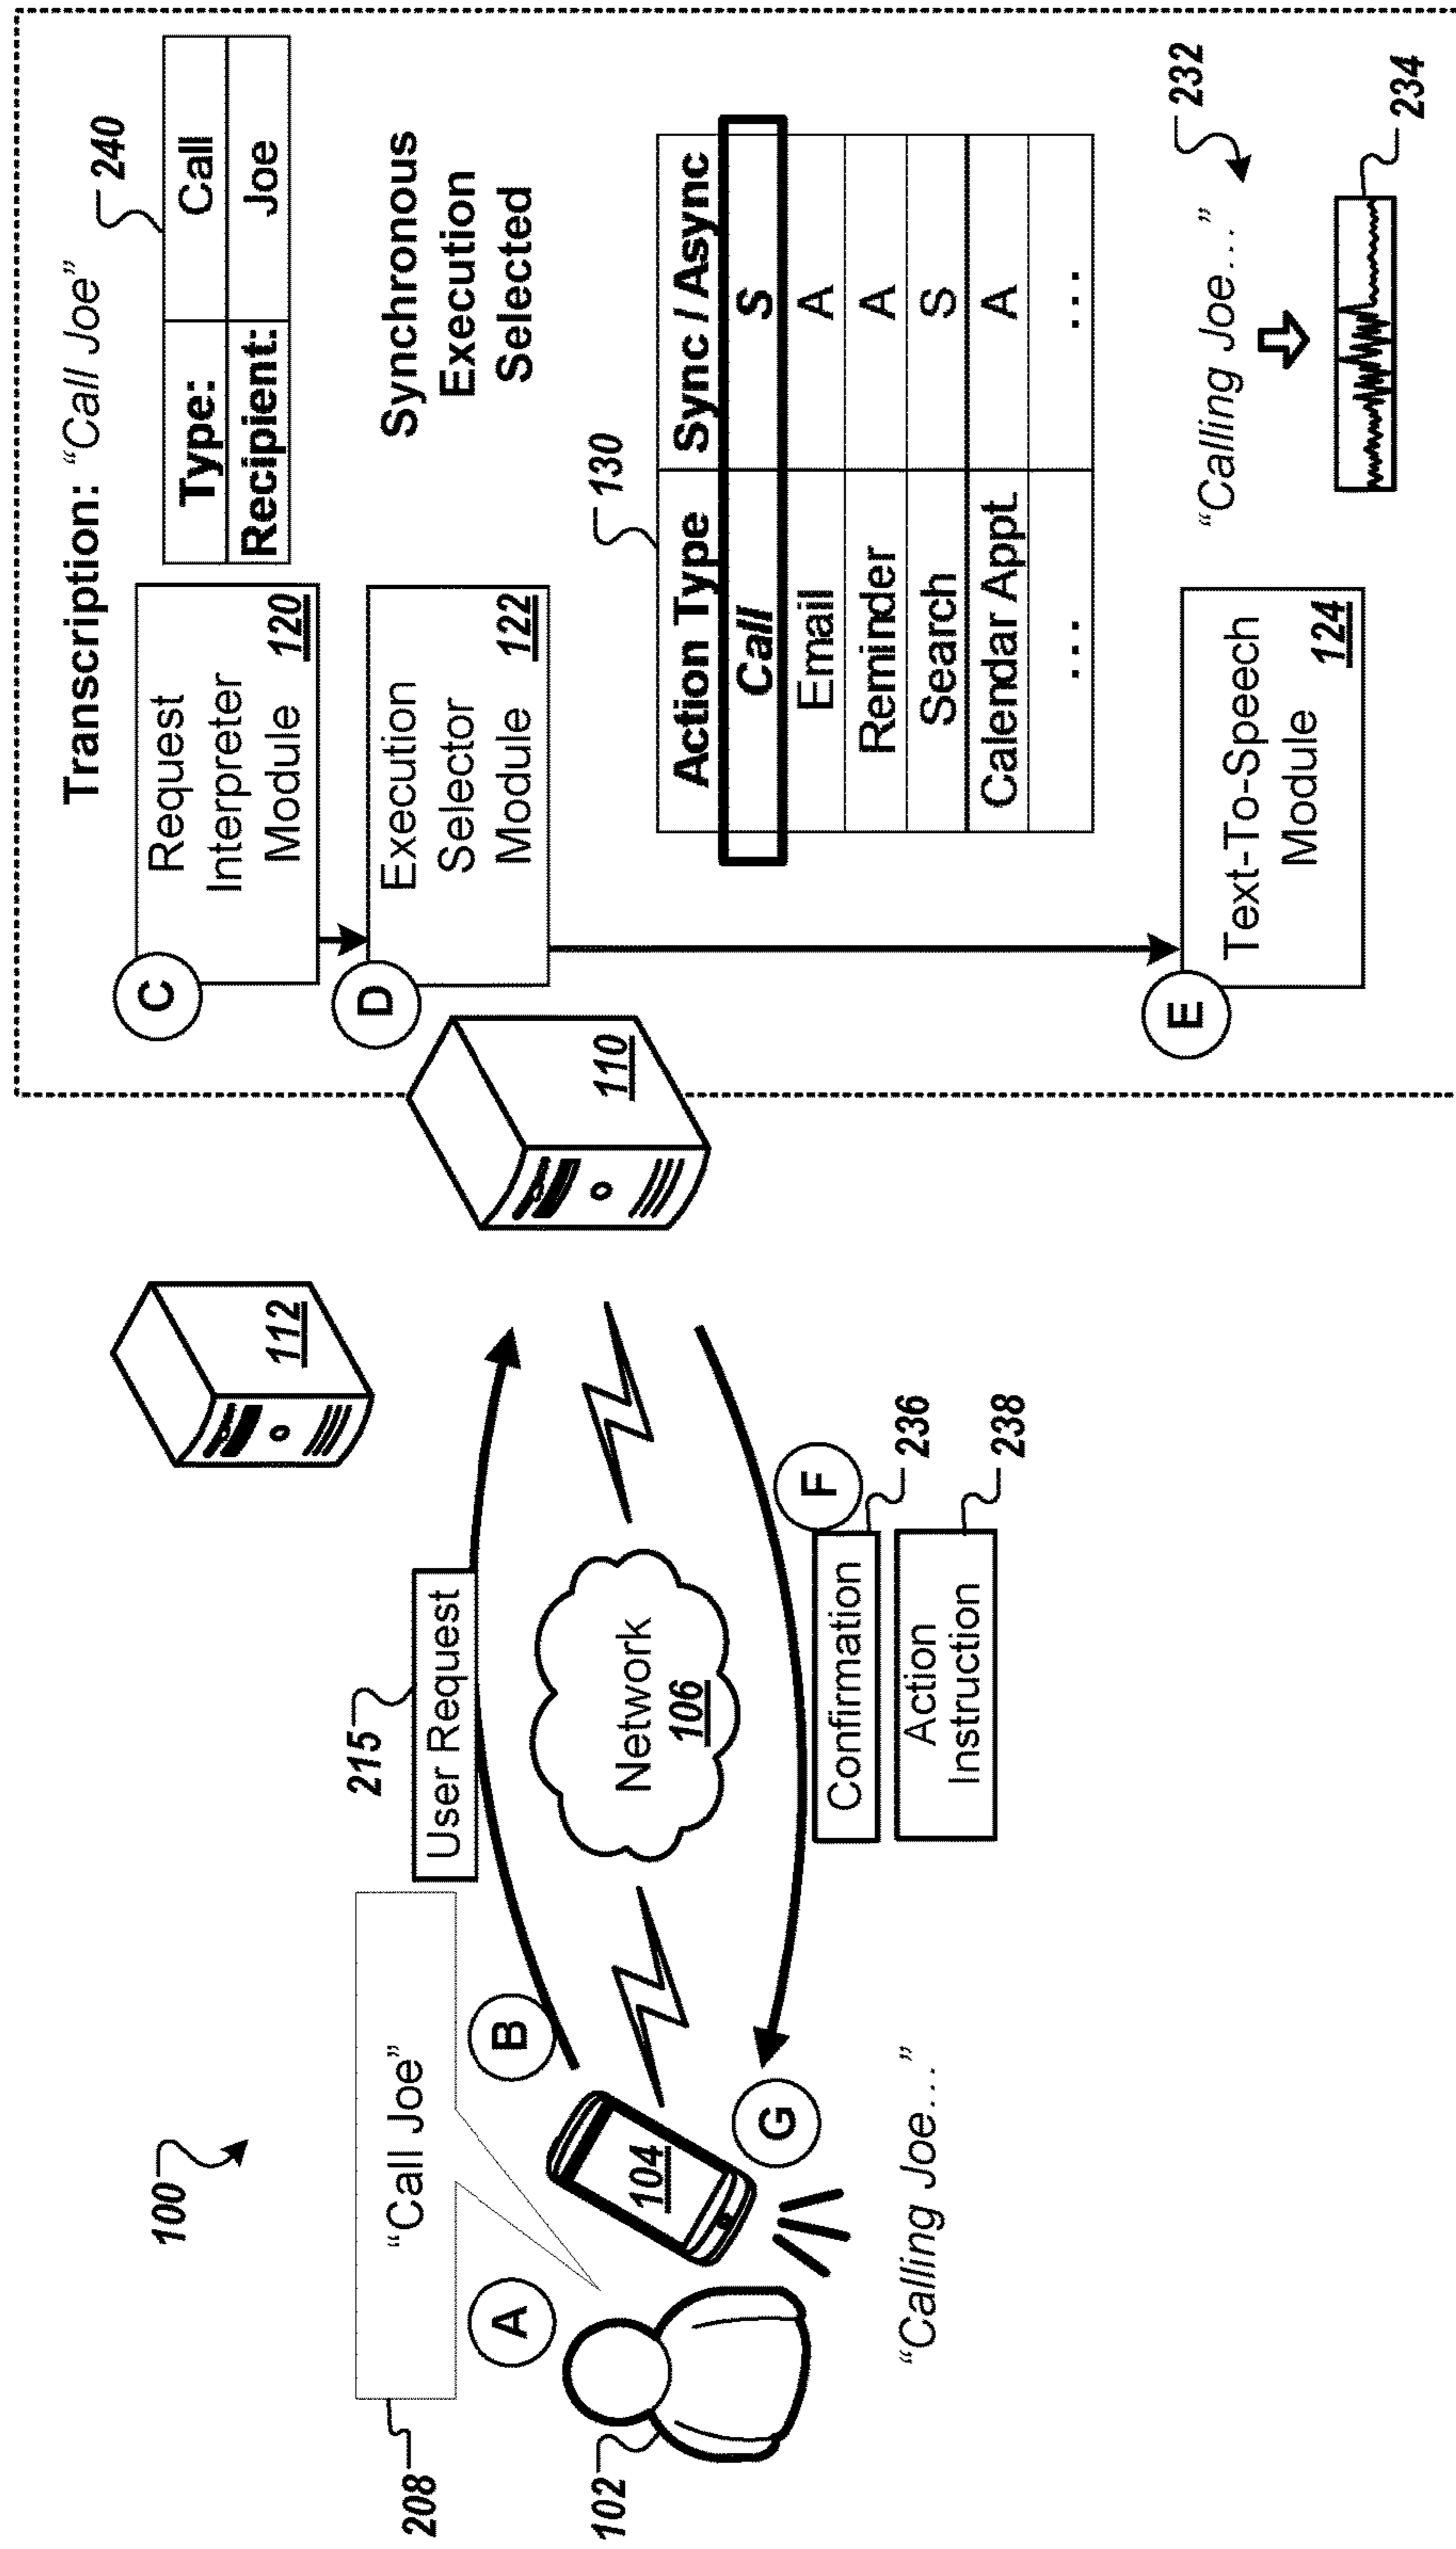 100
208
“Call Joe”
A
B
102
104
G
“Calling Joe...”
215
User Request
Network
106
F
Confirmation
236
Action
Instruction
238
112
110
Transcription: “Call Joe”
C
Request
Interpreter
Module
120
240
Type: Call
Recipient: Joe
D
Execution
Selector
Module
122
Synchronous
Execution
Selected
130
Action Type Sync / Async
Call S
Email A
Reminder A
Search S
Calendar Appt. A
... ...
E
Text-To-Speech
Module
124
“Calling Joe...”
232
234